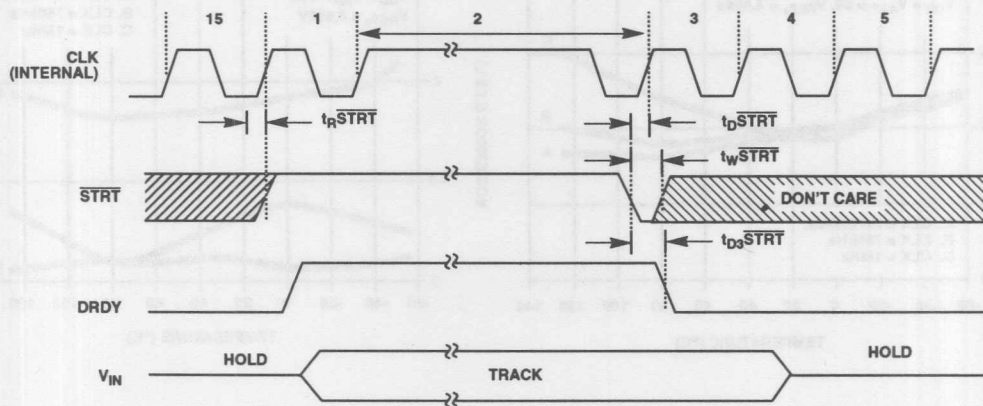 15 1 2 3 4 5
CLK
(INTERNAL)
tRSTRT
tDSTRT
tWSTRT
STRT
DON'T CARE
tD3STRT
DRDY
HOLD
HOLD
VIN
TRACK